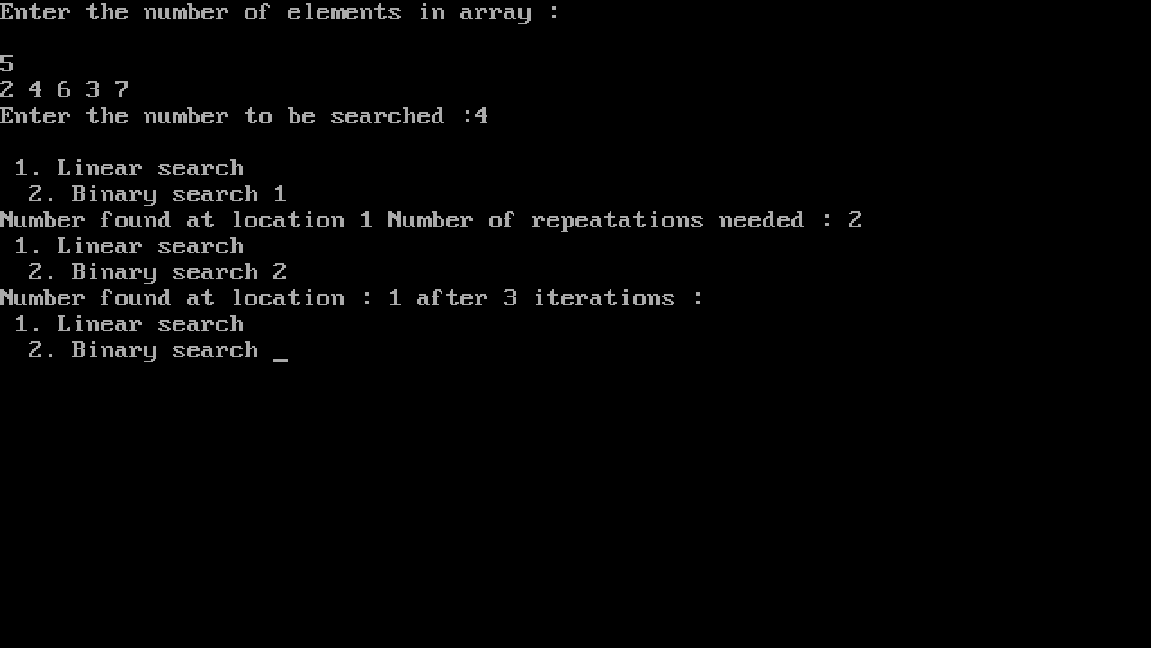 Enter the number of elements in array :
5
2 4 6 3 7
Enter the number to be searched :4
1. Linear search
2. Binary search 1
Number found at location 1 Number of repeatations needed : 2
1. Linear search
2. Binary search 2
Number found at location : 1 after 3 iterations :
1. Linear search
2. Binary search _